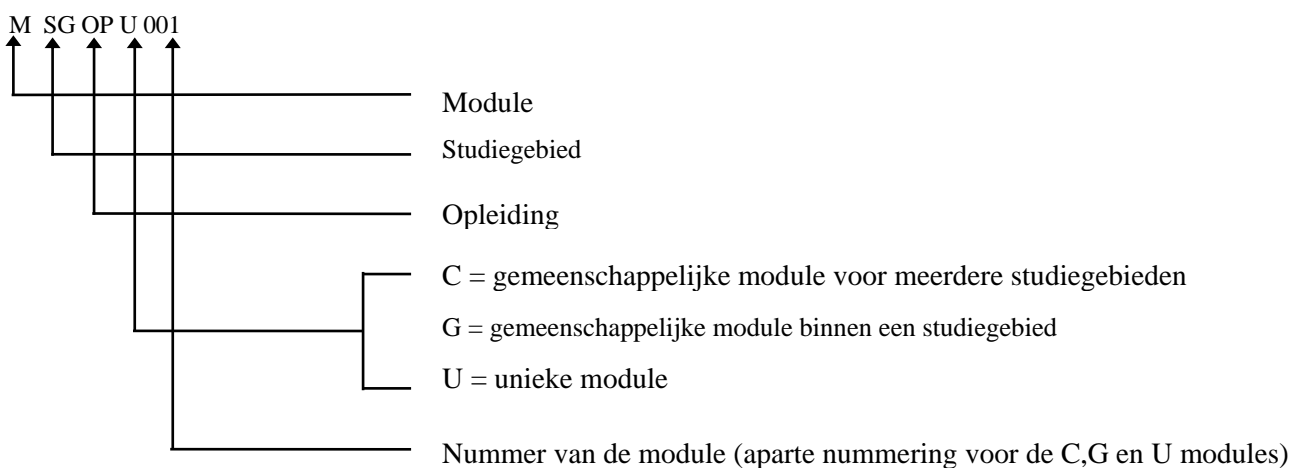 M SG OP U 001
Module
Studiegebied
Opleiding
C = gemeenschappelijke module voor meerdere studiegebieden
G = gemeenschappelijke module binnen een studiegebied
U = unieke module
Nummer van de module (aparte nummering voor de C,G en U modules)